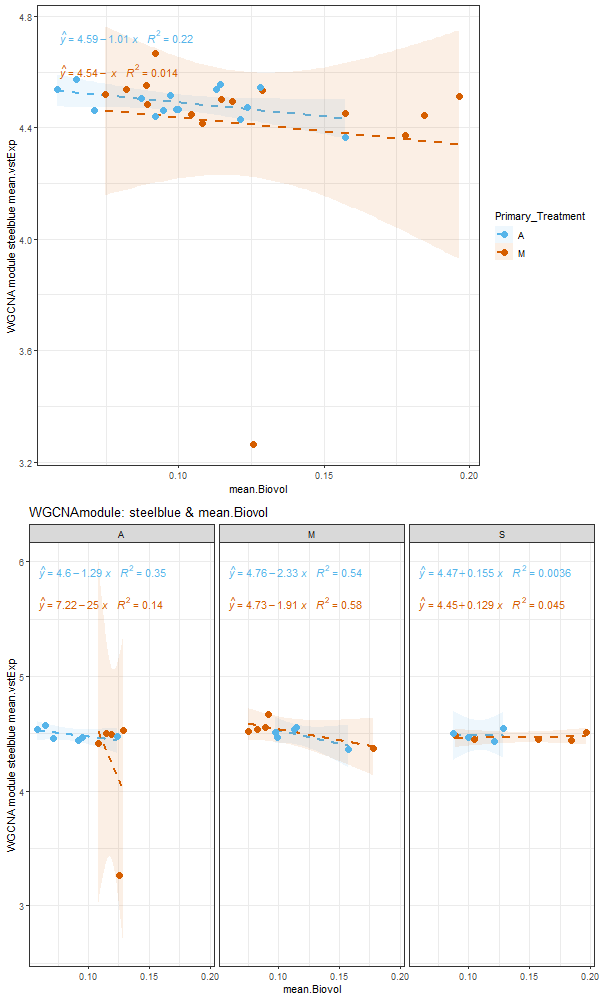 4.8
4.4
4.0
3.6
3.2
WGCNA module steelblue mean.vstExp
ŷ = 4.59 − 1.01 x R² = 0.22
ŷ = 4.54 − x R² = 0.014
0.10 0.15 0.20
mean.Biovol
Primary_Treatment
A
M
WGCNAmodule: steelblue & mean.Biovol
A M S
6
5
4
3
WGCNA module steelblue mean.vstExp
ŷ = 4.6 − 1.29 x R² = 0.35
ŷ = 7.22 − 25 x R² = 0.14
ŷ = 4.76 − 2.33 x R² = 0.54
ŷ = 4.73 − 1.91 x R² = 0.58
ŷ = 4.47 + 0.155 x R² = 0.0036
ŷ = 4.45 + 0.129 x R² = 0.045
0.10 0.15 0.20 0.10 0.15 0.20 0.10 0.15 0.20
mean.Biovol